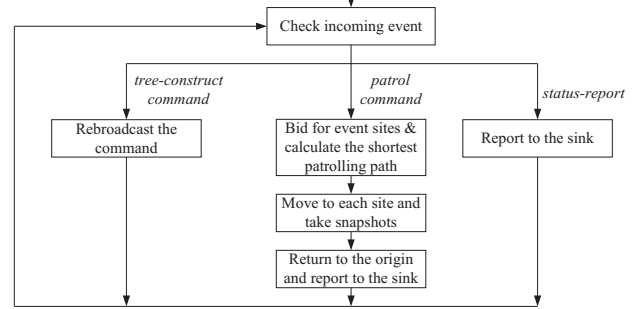 Check incoming event
tree-construct
command
patrol
command
status-report
Rebroadcast the
command
Bid for event sites &
calculate the shortest
patrolling path
Report to the sink
Move to each site and
take snapshots
Return to the origin
and report to the sink